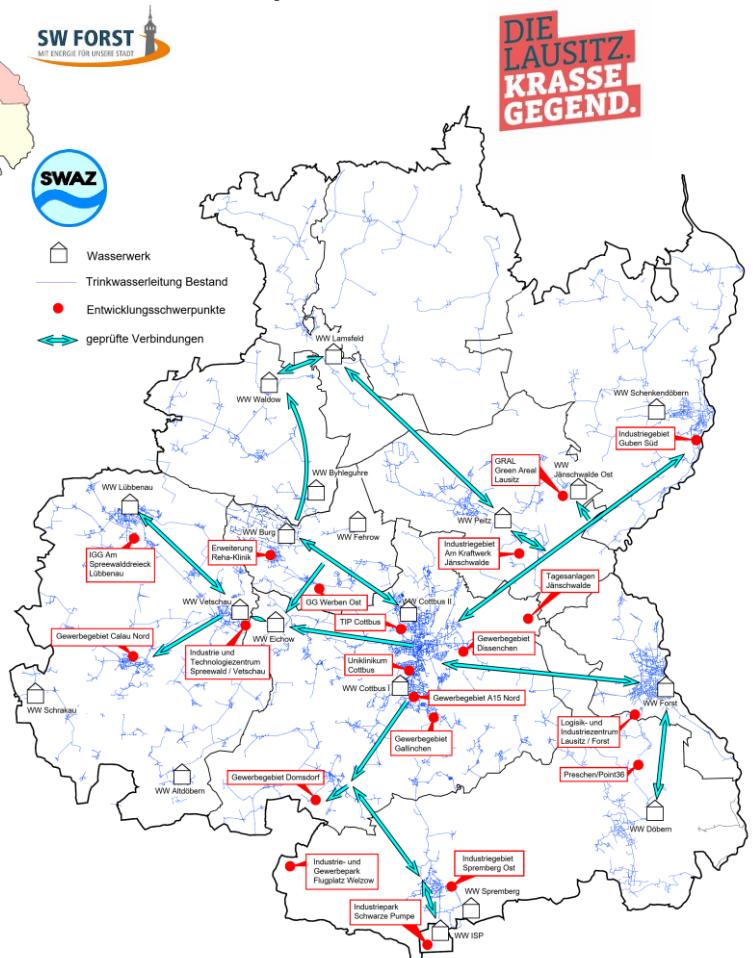 SW FORST
MIT ENERGIE FÜR UNSERE STADT
DIE
LAUSITZ.
KRASSE
GEGEND.
SWAZ
Wasserwerk
Trinkwasserleitung Bestand
Entwicklungsschwerpunkte
geprüfte Verbindungen
WW Lamsfeld
WW Waldow
WW Schenkendöbern
Industriegebiet
Guben Süd
WW Byhleguhre
GRAL
Green Areal
Lausitz
WW
Jänschwalde Ost
WW Lübbenau
WW Peitz
WW Burg
WW Fehrow
IGG Am
Spreewalddreieck
Lübbenau
Erweiterung
Reha-Klinik
Industriegebiet
Am Kraftwerk
Jänschwalde
Tagesanlagen
Jänschwalde
GG Werben Ost
WW Vetschau
WW Cottbus II
TIP Cottbus
WW Eichow
Gewerbegebiet Calau Nord
Industrie und
Technologiezentrum
Spreewald / Vetschau
Gewerbegebiet
Dissenchen
Uniklinikum
Cottbus
WW Cottbus I
Gewerbegebiet A15 Nord
WW Schrakau
WW Forst
Gewerbegebiet
Gallinchen
Logisik- und
Industriezentrum
Lausitz / Forst
WW Altdöbern
Gewerbegebiet Domsdorf
Preschen/Point36
WW Döbern
Industrie- und
Gewerbepark
Flugplatz Welzow
Industriegebiet
Spremberg Ost
WW Spremberg
Industriepark
Schwarze Pumpe
WW ISP